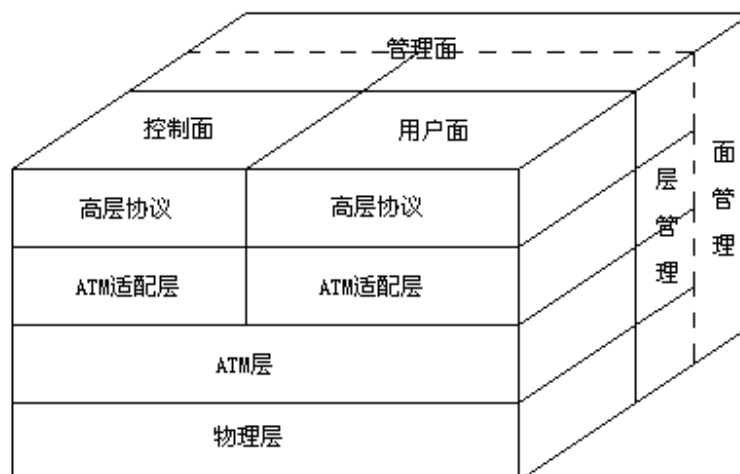 管理面
控制面
用户面
高层协议
高层协议
ATM适配层
ATM适配层
ATM层
物理层
层管理
面管理